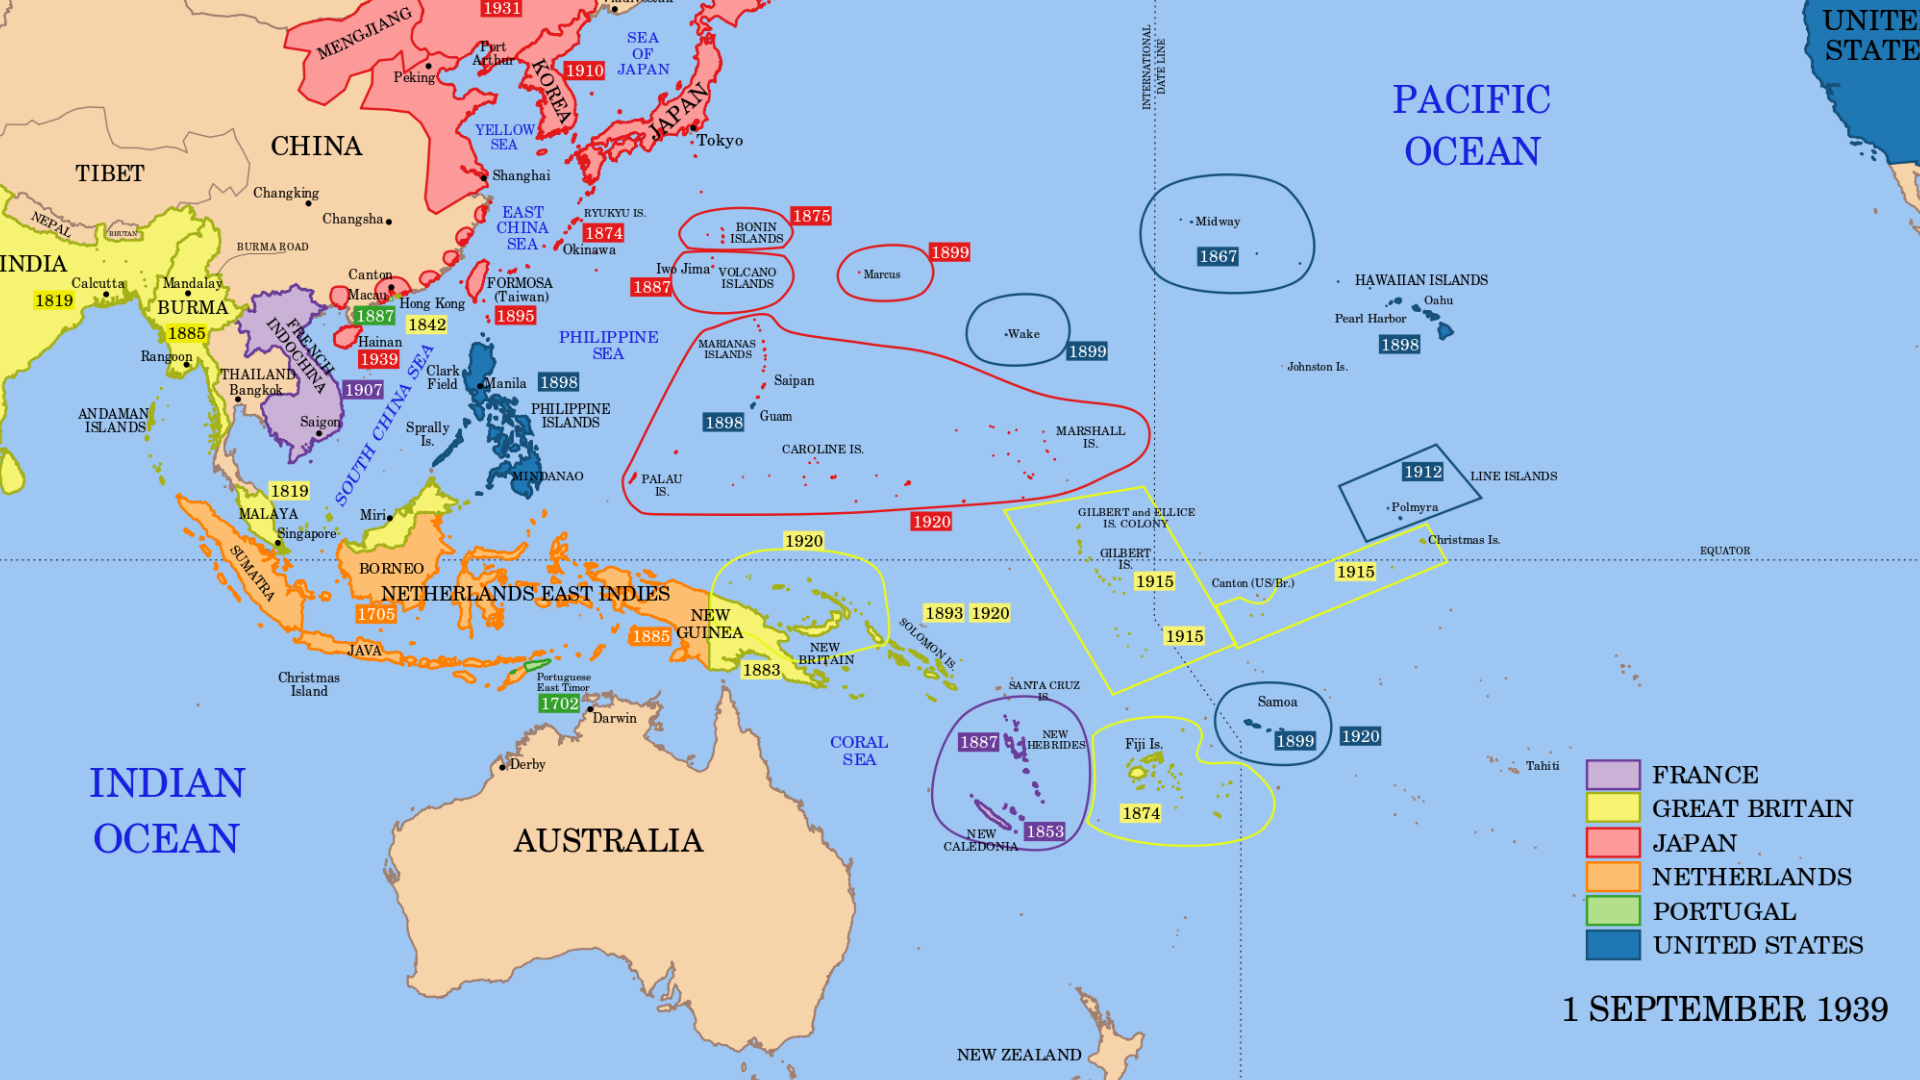 1931
MENGJIANG
Port
Arthur
Peking
KOREA
1910
SEA
OF
JAPAN
JAPAN
Tokyo
INTERNATIONAL
DATE LINE
PACIFIC
OCEAN
UNITE
STATE
CHINA
TIBET
YELLOW
SEA
Shanghai
Changking
Changsha
NEPAL
BHUTAN
BURMA ROAD
EAST
CHINA
SEA
RYUKYU IS.
1874
Okinawa
BONIN
ISLANDS
1875
Iwo Jima
VOLCANO
ISLANDS
1887
Marcus
1899
Midway
1867
HAWAIIAN ISLANDS
Oahu
Pearl Harbor
1898
Johnston Is.
Wake
1899
INDIA
Calcutta
1819
Mandalay
BURMA
1885
Rangoon
Canton
Macau
1887
Hong Kong
1842
FORMOSA
(Taiwan)
1895
Hainan
1939
FRENCH
INDOCHINA
1907
THAILAND
Bangkok
Saigon
SOUTH CHINA SEA
PHILIPPINE
SEA
Clark
Field
Manila
1898
PHILIPPINE
ISLANDS
Sprally
Is.
MINDANAO
MARIANAS
ISLANDS
Saipan
Guam
1898
CAROLINE IS.
MARSHALL
IS.
PALAU
IS.
1920
ANDAMAN
ISLANDS
1819
MALAYA
Singapore
Miri
SUMATRA
BORNEO
NETHERLANDS EAST INDIES
1705
JAVA
1885
NEW
GUINEA
1920
1883
NEW
BRITAIN
SOLOMON IS.
1893
1920
GILBERT and ELLICE
IS. COLONY
GILBERT
IS.
1915
1915
Canton (US/Br.)
1915
1912
LINE ISLANDS
Polmyra
Christmas Is.
EQUATOR
Christmas
Island
Portuguese
East Timor
1702
Darwin
Derby
SANTA CRUZ
IS.
1887
NEW
HEBRIDES
1853
NEW
CALEDONIA
Fiji Is.
1874
Samoa
1899
1920
Tahiti
CORAL
SEA
INDIAN
OCEAN
AUSTRALIA
NEW ZEALAND
FRANCE
GREAT BRITAIN
JAPAN
NETHERLANDS
PORTUGAL
UNITED STATES
1 SEPTEMBER 1939